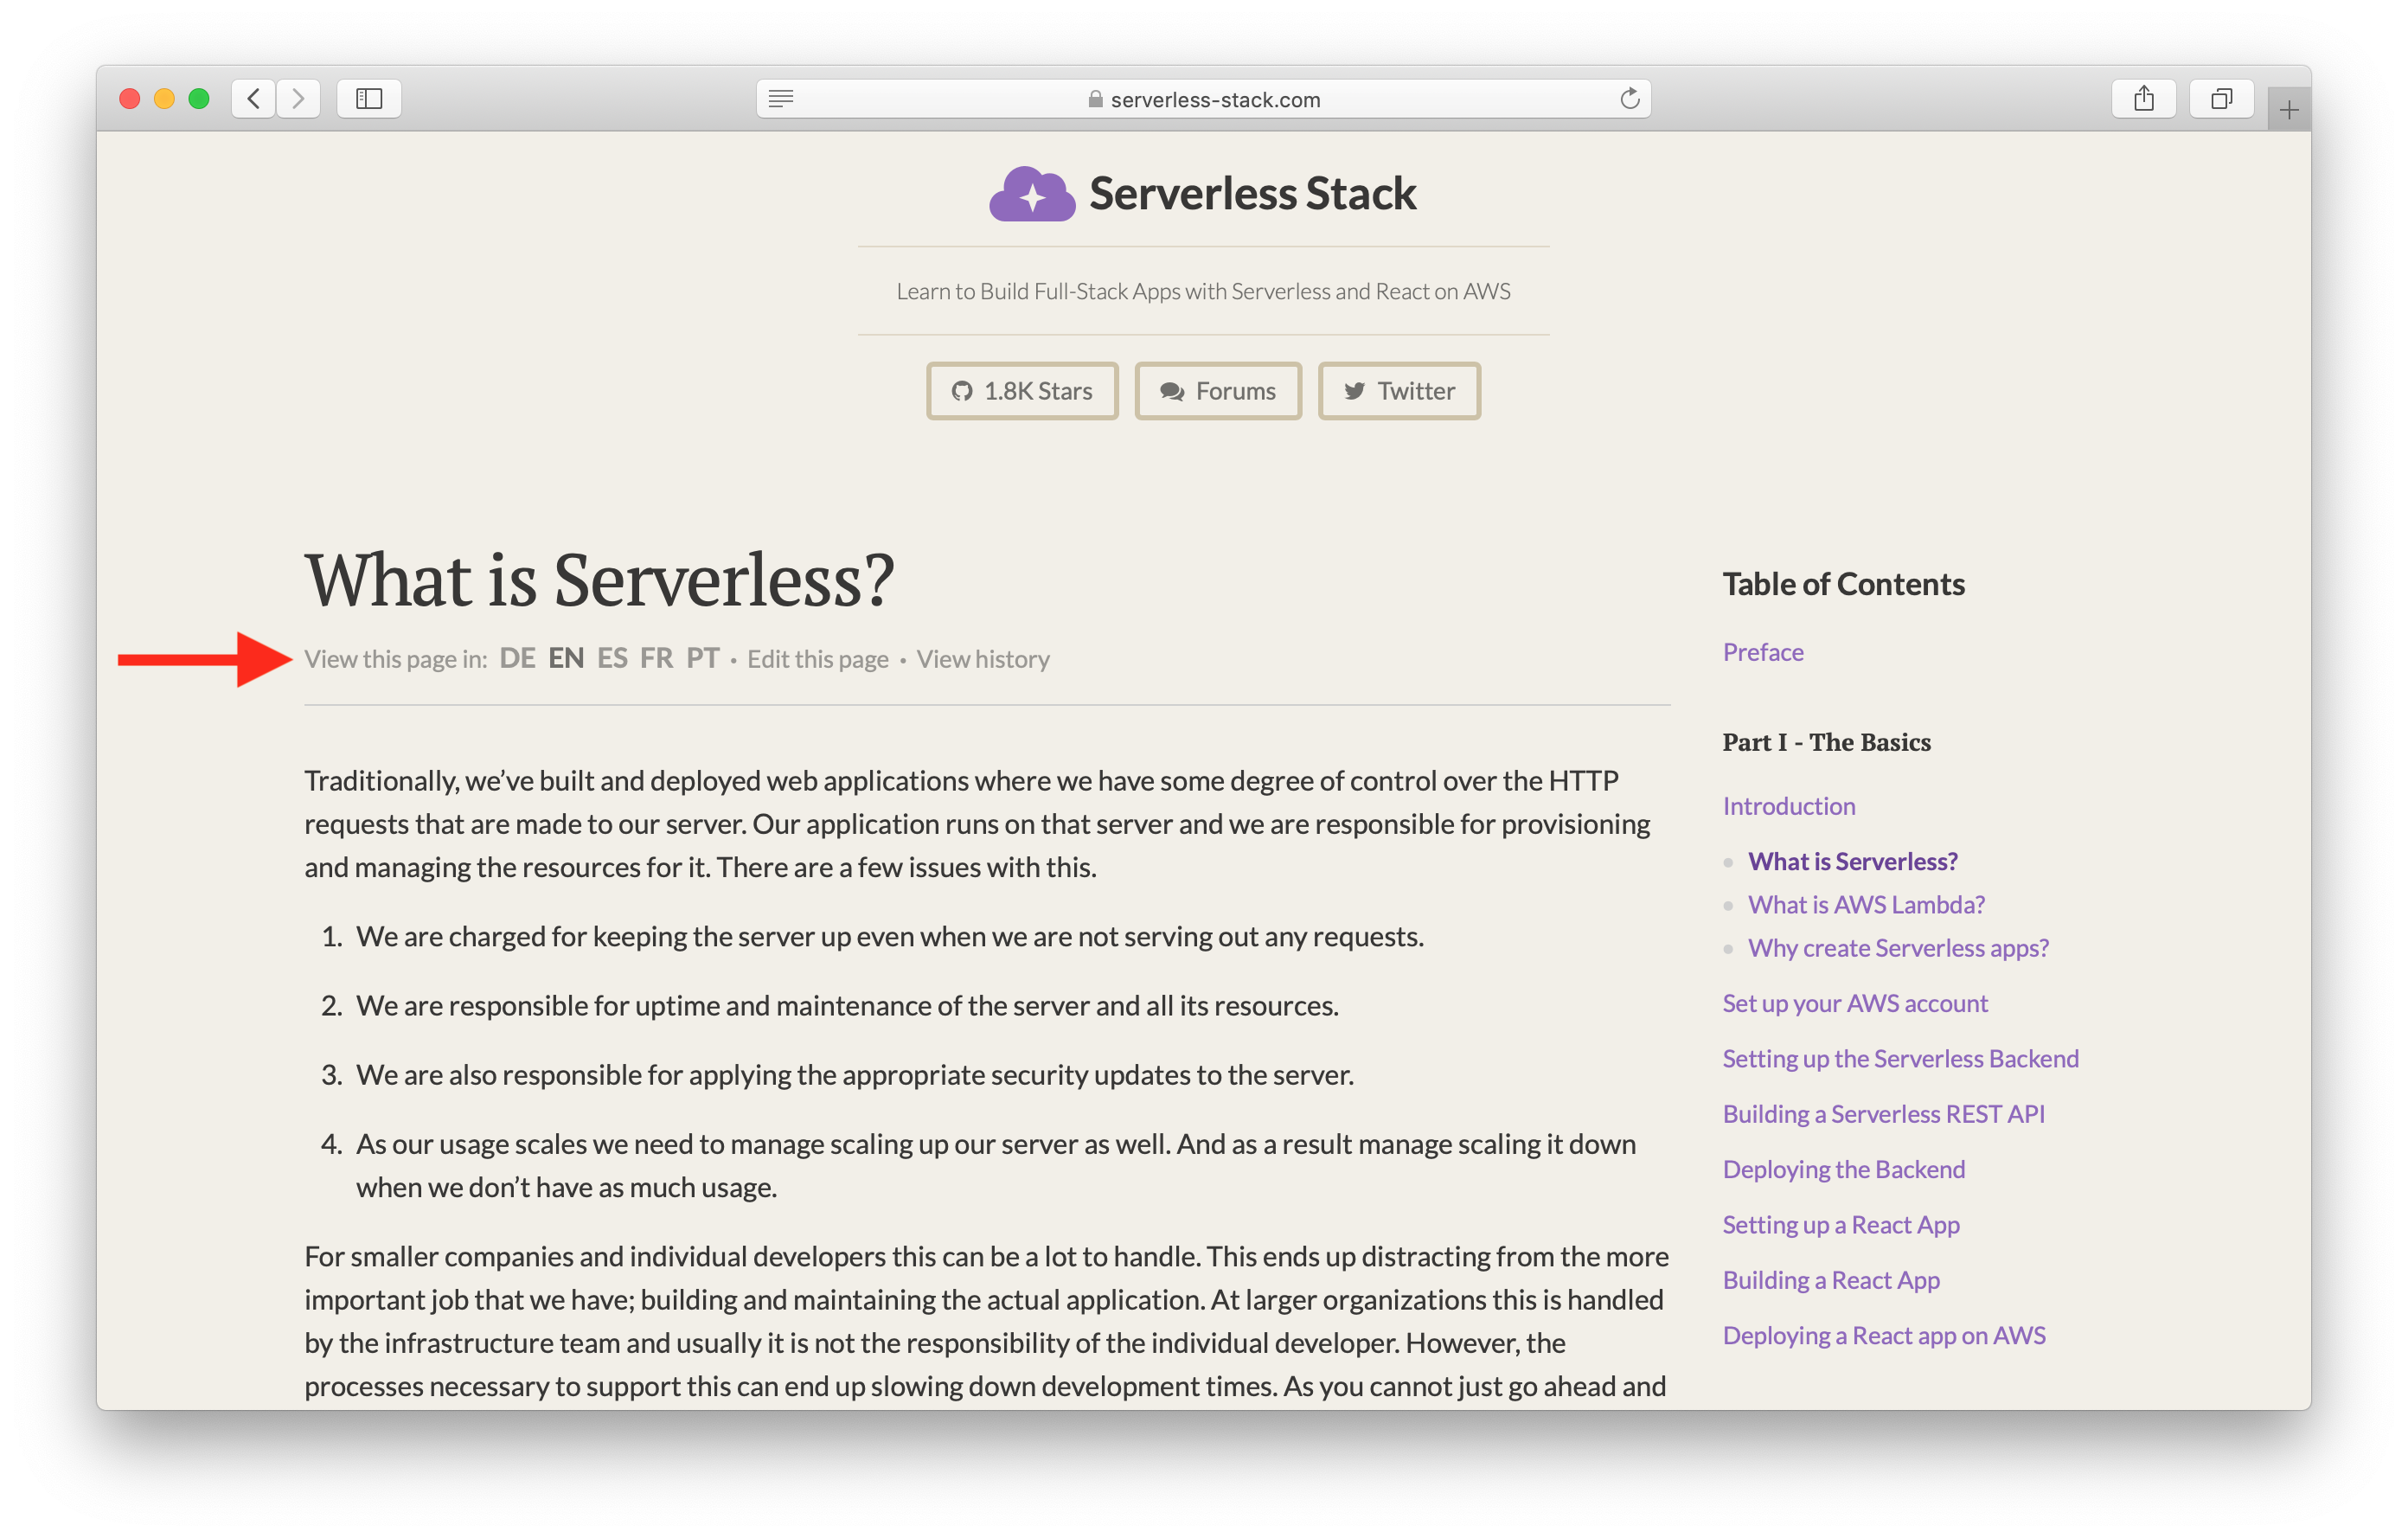 serverless-stack.com
Serverless Stack
Learn to Build Full-Stack Apps with Serverless and React on AWS
1.8K Stars
Forums
Twitter
What is Serverless?
View this page in: DE EN ES FR PT • Edit this page • View history
Traditionally, we’ve built and deployed web applications where we have some degree of control over the HTTP
requests that are made to our server. Our application runs on that server and we are responsible for provisioning
and managing the resources for it. There are a few issues with this.
1. We are charged for keeping the server up even when we are not serving out any requests.
2. We are responsible for uptime and maintenance of the server and all its resources.
3. We are also responsible for applying the appropriate security updates to the server.
4. As our usage scales we need to manage scaling up our server as well. And as a result manage scaling it down
when we don’t have as much usage.
For smaller companies and individual developers this can be a lot to handle. This ends up distracting from the more
important job that we have; building and maintaining the actual application. At larger organizations this is handled
by the infrastructure team and usually it is not the responsibility of the individual developer. However, the
processes necessary to support this can end up slowing down development times. As you cannot just go ahead and
Table of Contents
Preface
Part I - The Basics
Introduction
What is Serverless?
What is AWS Lambda?
Why create Serverless apps?
Set up your AWS account
Setting up the Serverless Backend
Building a Serverless REST API
Deploying the Backend
Setting up a React App
Building a React App
Deploying a React app on AWS